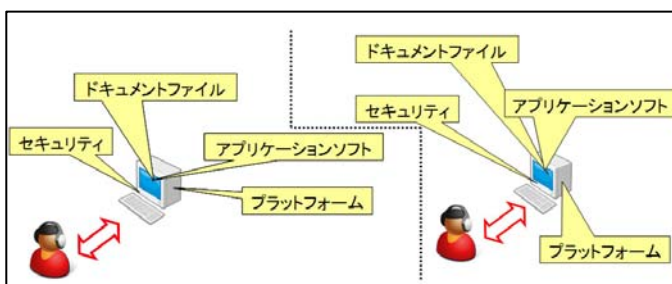 ドキュメントファイル
セキュリティ
アプリケーションソフト
プラットフォーム
ドキュメントファイル
セキュリティ
アプリケーションソフト
プラットフォーム